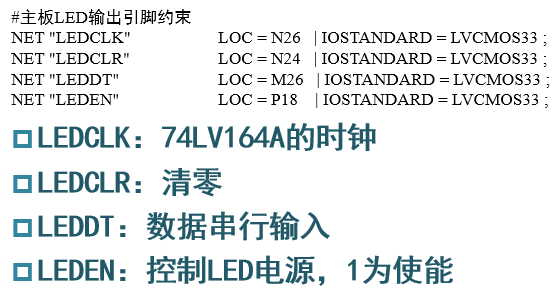 #主板LED输出引脚约束
NET "LEDCLK" LOC = N26 | IOSTANDARD = LVCMOS33 ;
NET "LEDCLR" LOC = N24 | IOSTANDARD = LVCMOS33 ;
NET "LEDDT" LOC = M26 | IOSTANDARD = LVCMOS33 ;
NET "LEDEN" LOC = P18 | IOSTANDARD = LVCMOS33 ;
LEDCLK：74LV164A的时钟
LEDCLR：清零
LEDDT：数据串行输入
LEDEN：控制LED电源，1为使能